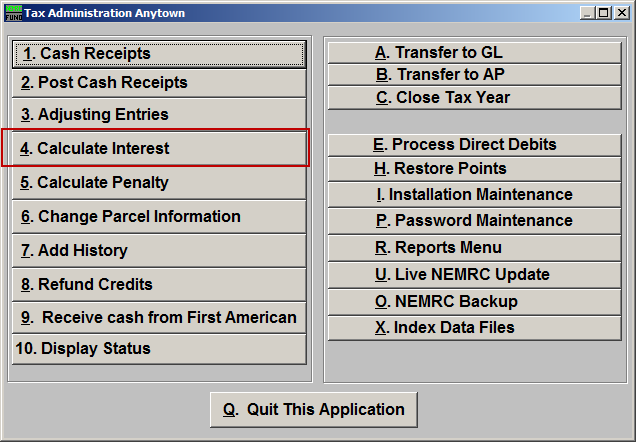 FUND
Tax Administration Anytown
1. Cash Receipts
2. Post Cash Receipts
3. Adjusting Entries
4. Calculate Interest
5. Calculate Penalty
6. Change Parcel Information
7. Add History
8. Refund Credits
9. Receive cash from First American
10. Display Status
A. Transfer to GL
B. Transfer to AP
C. Close Tax Year
E. Process Direct Debits
H. Restore Points
I. Installation Maintenance
P. Password Maintenance
R. Reports Menu
U. Live NEMRC Update
O. NEMRC Backup
X. Index Data Files
Q. Quit This Application